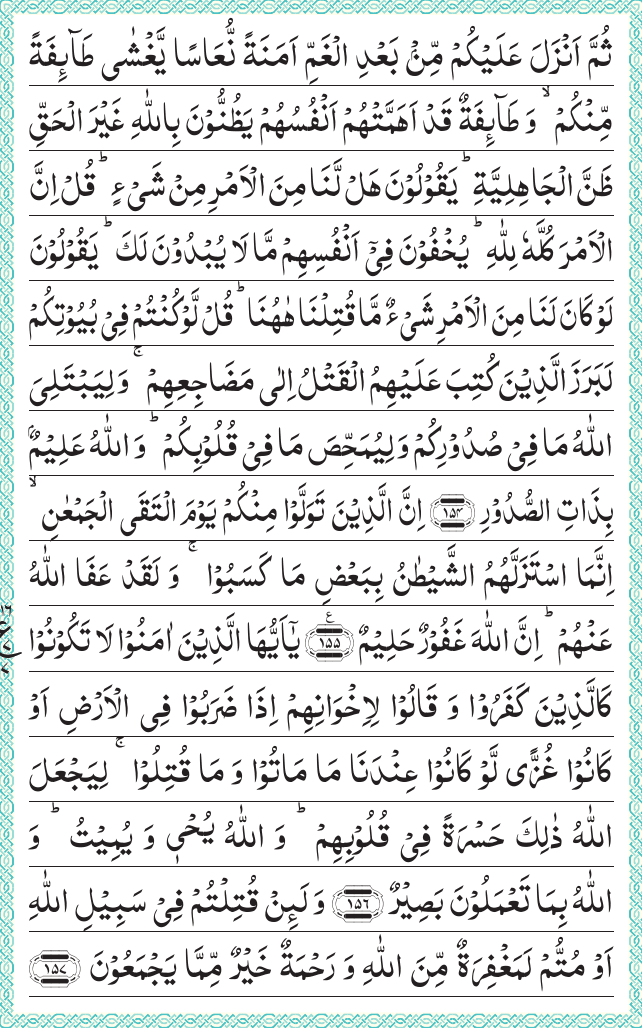 ثُمَّ اَنْزَلَ عَلَيْكُمْ مِّنْۢ بَعْدِ الْغَمِّ اَمَنَةً نُّعَاسًا يَّغْشٰى طَآئِفَةً
مِّنْكُمْ ۙ وَ طَآئِفَةٌ قَدْ اَهَمَّتْهُمْ اَنْفُسُهُمْ يَظُنُّوْنَ بِاللّٰهِ غَيْرَ الْحَقِّ
ظَنَّ الْجَاهِلِيَّةِ ؕ يَقُوْلُوْنَ هَلْ لَّنَا مِنَ الْاَمْرِ مِنْ شَیْءٍ ؕ قُلْ اِنَّ
الْاَمْرَ كُلَّهٗ لِلّٰهِ ؕ يُخْفُوْنَ فِیْۤ اَنْفُسِهِمْ مَّا لَا يُبْدُوْنَ لَكَ ؕ يَقُوْلُوْنَ
لَوْ كَانَ لَنَا مِنَ الْاَمْرِ شَیْءٌ مَّا قُتِلْنَا هٰهُنَا ؕ قُلْ لَّوْ كُنْتُمْ فِیْ بُيُوْتِكُمْ
لَبَرَزَ الَّذِيْنَ كُتِبَ عَلَيْهِمُ الْقَتْلُ اِلٰى مَضَاجِعِهِمْ ۚ وَ لِيَبْتَلِیَ
اللّٰهُ مَا فِیْ صُدُوْرِكُمْ وَ لِيُمَحِّصَ مَا فِیْ قُلُوْبِكُمْ ؕ وَ اللّٰهُ عَلِيْمٌۢ
بِذَاتِ الصُّدُوْرِ ۱۵۴ اِنَّ الَّذِيْنَ تَوَلَّوْا مِنْكُمْ يَوْمَ الْتَقَى الْجَمْعٰنِ ۙ
اِنَّمَا اسْتَزَلَّهُمُ الشَّيْطٰنُ بِبَعْضِ مَا كَسَبُوْا ۚ وَ لَقَدْ عَفَا اللّٰهُ
عَنْهُمْ ؕ اِنَّ اللّٰهَ غَفُوْرٌ حَلِيْمٌ ۱۵۵ ع يٰۤاَيُّهَا الَّذِيْنَ اٰمَنُوْا لَا تَكُوْنُوْا
كَالَّذِيْنَ كَفَرُوْا وَ قَالُوْا لِاِخْوَانِهِمْ اِذَا ضَرَبُوْا فِی الْاَرْضِ اَوْ
كَانُوْا غُزًّى لَّوْ كَانُوْا عِنْدَنَا مَا مَاتُوْا وَ مَا قُتِلُوْا ۚ لِيَجْعَلَ
اللّٰهُ ذٰلِكَ حَسْرَةً فِیْ قُلُوْبِهِمْ ؕ وَ اللّٰهُ يُحْیٖ وَ يُمِيْتُ ؕ وَ
اللّٰهُ بِمَا تَعْمَلُوْنَ بَصِيْرٌ ۱۵۶ وَ لَئِنْ قُتِلْتُمْ فِیْ سَبِيْلِ اللّٰهِ
اَوْ مُتُّمْ لَمَغْفِرَةٌ مِّنَ اللّٰهِ وَ رَحْمَةٌ خَيْرٌ مِّمَّا يَجْمَعُوْنَ ۱۵۷